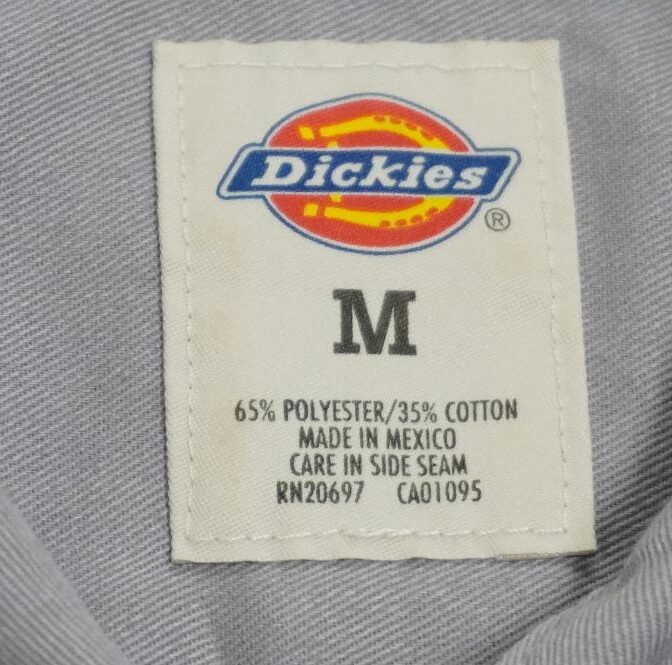 Dickies
®
M
65% POLYESTER/35% COTTON
MADE IN MEXICO
CARE IN SIDE SEAM
RN20697 CA01095